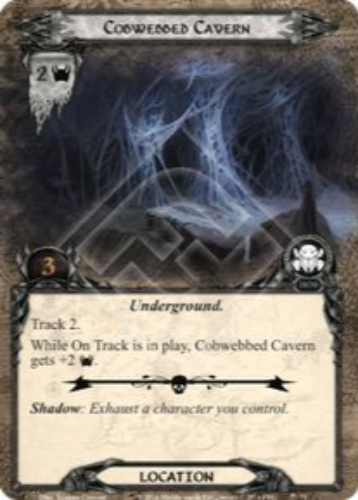 Cobwebbed Cavern
2
3
Underground.
Track 2.
While On Track is in play, Cobwebbed Cavern
gets +2 .
Shadow: Exhaust a character you control.
LOCATION